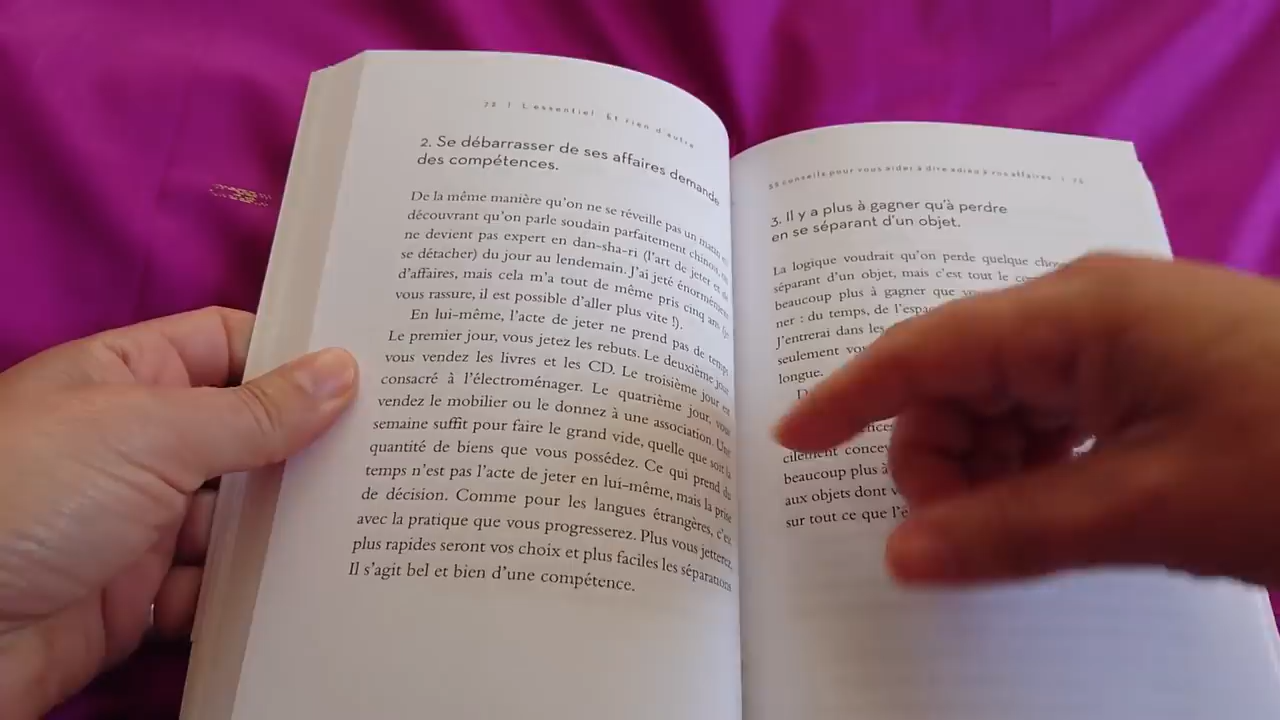 72 | L'essentiel. Et rien d'autre
2. Se débarrasser de ses affaires demande
des compétences.
De la même manière qu'on ne se réveille pas un matin en
découvrant qu'on parle soudain parfaitement chinois, on
ne devient pas expert en dan-sha-ri (l'art de jeter et de
se détacher) du jour au lendemain. J'ai jeté énormément
d'affaires, mais cela m'a tout de même pris cinq ans (je
vous rassure, il est possible d'aller plus vite !).
En lui-même, l'acte de jeter ne prend pas de temps.
Le premier jour, vous jetez les rebuts. Le deuxième jour
vous vendez les livres et les CD. Le troisième jour est
consacré à l'électroménager. Le quatrième jour, vous
vendez le mobilier ou le donnez à une association. Une
semaine suffit pour faire le grand vide, quelle que soit la
quantité de biens que vous possédez. Ce qui prend du
temps n'est pas l'acte de jeter en lui-même, mais la prise
de décision. Comme pour les langues étrangères, c'est
avec la pratique que vous progresserez. Plus vous jetterez,
plus rapides seront vos choix et plus faciles les séparations.
Il s'agit bel et bien d'une compétence.
55 conseils pour vous aider à dire adieu à vos affaires |
3. Il y a plus à gagner qu'à perdre
en se séparant d'un objet.
La logique voudrait qu'on perde quelque
séparant d'un objet, mais c'est tout le
beaucoup plus à gagner que
ner : du temps, de
J'entrerai dans les
seulement
longue.
beaucoup plus à
aux objets dont
sur tout ce que